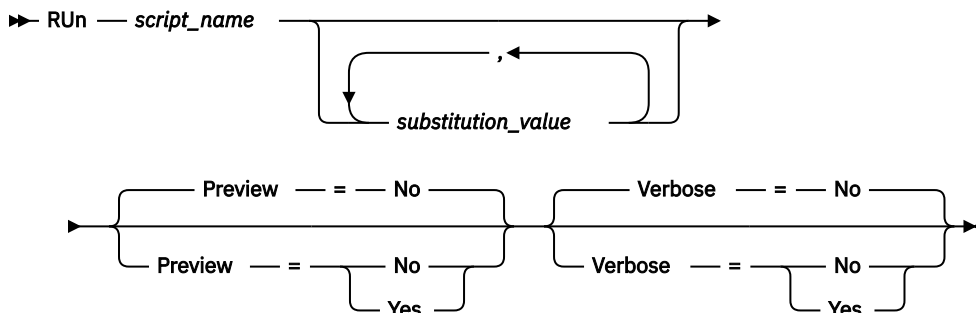 RUn script_name
,
substitution_value
Preview = No Verbose = No
Preview = No Verbose = No
Yes Yes